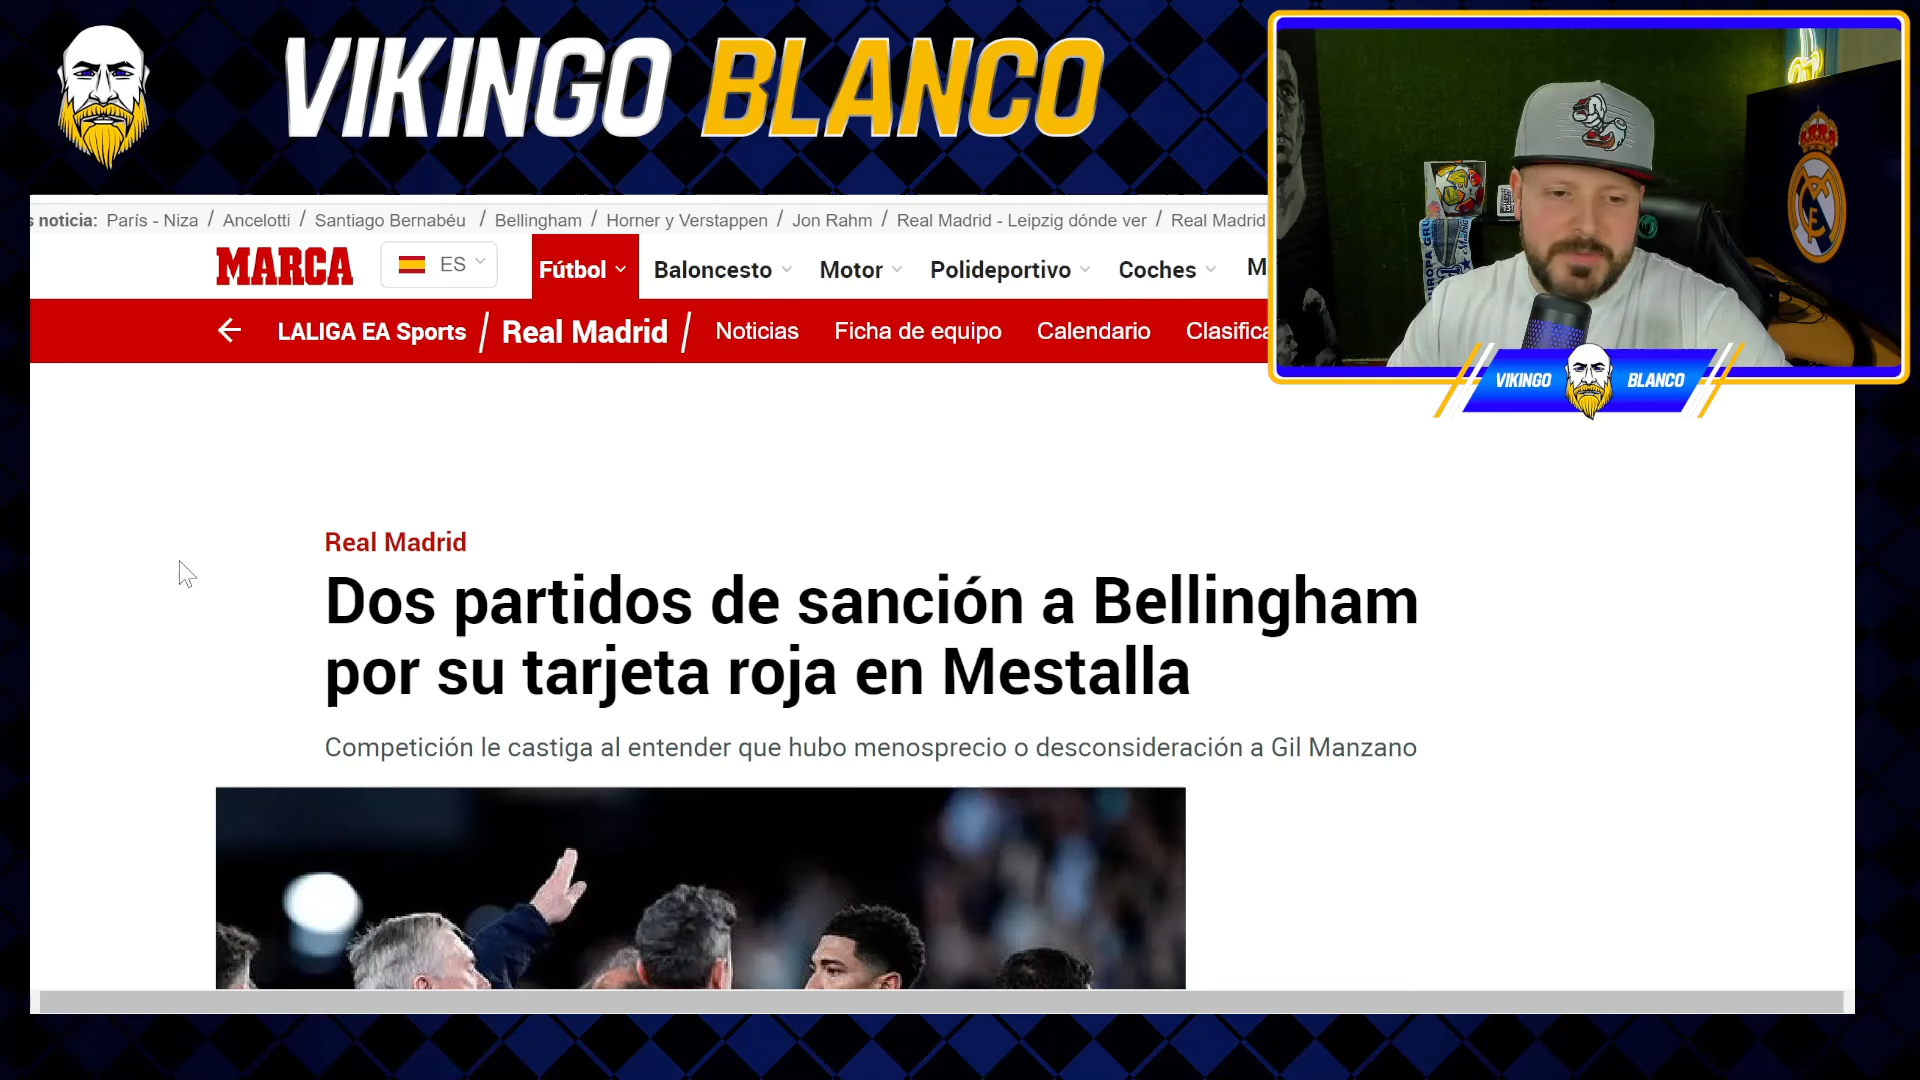 VIKINGO BLANCO
s noticia: París - Niza / Ancelotti / Santiago Bernabéu / Bellingham / Horner y Verstappen / Jon Rahm / Real Madrid - Leipzig dónde ver / Real Madrid
MARCA ES Fútbol Baloncesto Motor Polideportivo Coches M
LALIGA EA Sports / Real Madrid / Noticias Ficha de equipo Calendario Clasifica
VIKINGO BLANCO
Real Madrid
Dos partidos de sanción a Bellingham
por su tarjeta roja en Mestalla
Competición le castiga al entender que hubo menosprecio o desconsideración a Gil Manzano